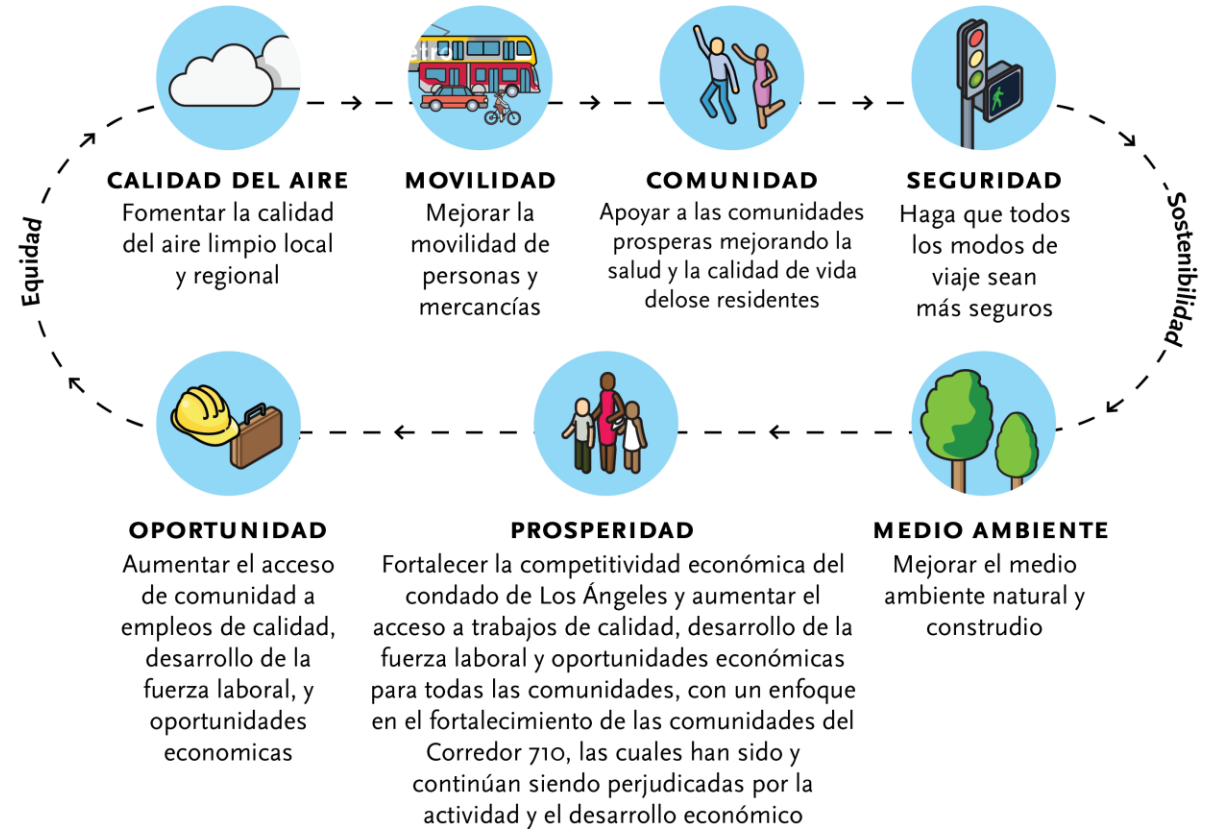 etro
CALIDAD DEL AIRE
Fomentar la calidad
del aire limpio local
y regional
MOVILIDAD
Mejorar la
movilidad de
personas y
mercancías
COMUNIDAD
Apoyar a las comunidades
prosperas mejorando la
salud y la calidad de vida
delose residentes
SEGURIDAD
Haga que todos
los modos de
viaje sean
más seguros
Sostenibilidad
MEDIO AMBIENTE
Mejorar el medio
ambiente natural y
construdio
PROSPERIDAD
Fortalecer la competitividad económica del
condado de Los Ángeles y aumentar el
acceso a trabajos de calidad, desarrollo de la
fuerza laboral y oportunidades económicas
para todas las comunidades, con un enfoque
en el fortalecimiento de las comunidades del
Corredor 710, las cuales han sido y
continúan siendo perjudicadas por la
actividad y el desarrollo económico
OPORTUNIDAD
Aumentar el acceso
de comunidad a
empleos de calidad,
desarrollo de la
fuerza laboral, y
oportunidades
economicas
Equidad